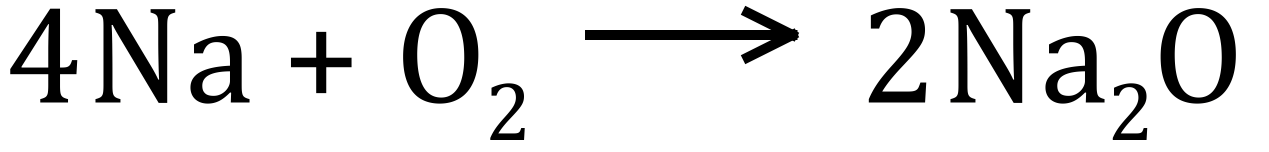 4Na + O₂ ⟶ 2Na₂O